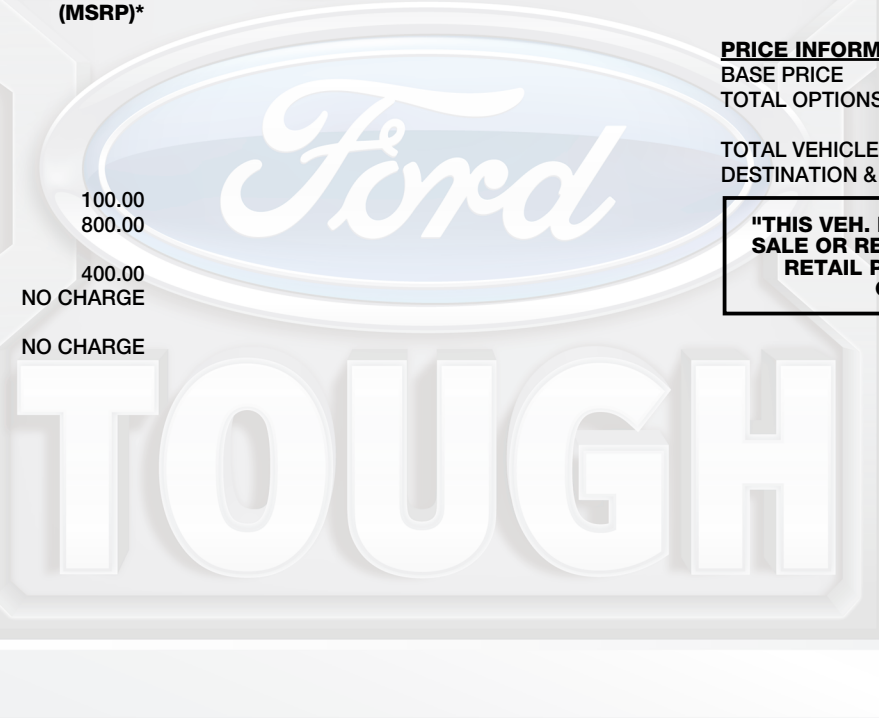 (MSRP)*
100.00
800.00
400.00
NO CHARGE
NO CHARGE
PRICE INFORM
BASE PRICE
TOTAL OPTIONS
TOTAL VEHICLE
DESTINATION &
"THIS VEH.
SALE OR RE
RETAIL P
Ford
TOUGH